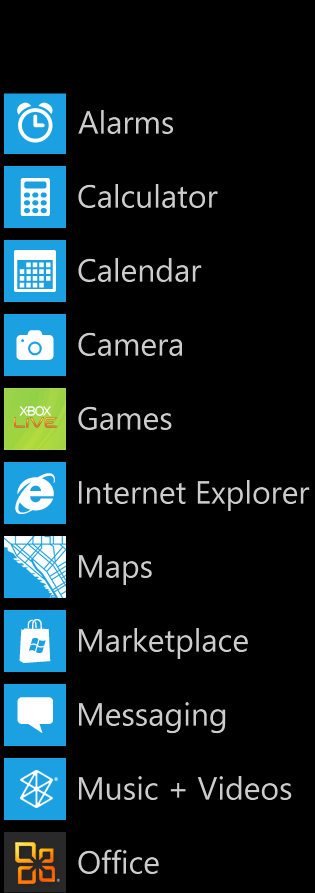 Alarms
Calculator
Calendar
Camera
XBOX
LIVE
Games
Internet Explorer
Maps
Marketplace
Messaging
Music + Videos
Office